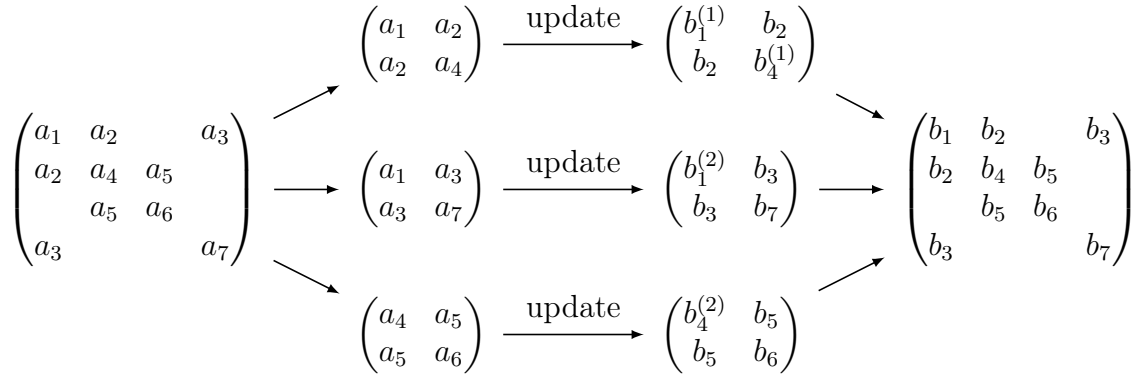 a₁ a₂
a₂ a₄
update
b₁⁽¹⁾ b₂
b₂ b₄⁽¹⁾
a₁ a₂ a₃
a₂ a₄ a₅
a₅ a₆
a₃ a₇
a₁ a₃
a₃ a₇
update
b₁⁽²⁾ b₃
b₃ b₇
b₁ b₂ b₃
b₂ b₄ b₅
b₅ b₆
b₃ b₇
a₄ a₅
a₅ a₆
update
b₄⁽²⁾ b₅
b₅ b₆